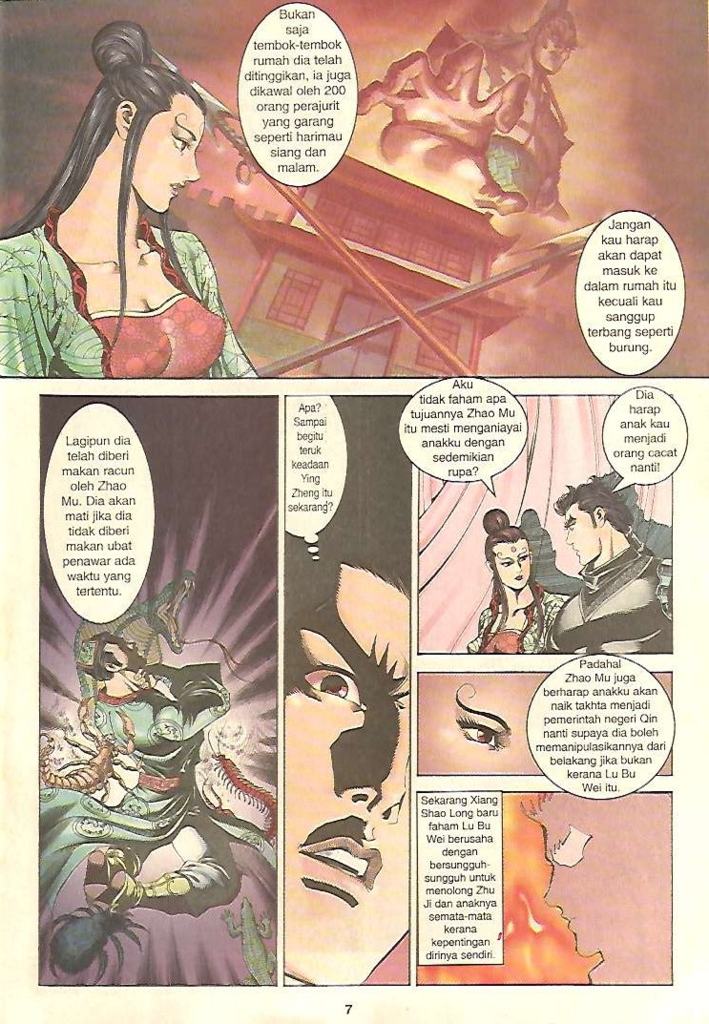 Bukan
saja
tembok-tembok
rumah dia telah
ditinggikan, ia juga
dikawal oleh 200
orang perajurit
yang garang
seperti harimau
siang dan
malam.
Jangan
kau harap
akan dapat
masuk ke
dalam rumah itu
kecuali kau
sanggup
terbang seperti
burung.
Lagipun dia
telah diberi
makan racun
oleh Zhao
Mu. Dia akan
mati jika dia
tidak diberi
makan ubat
penawar ada
waktu yang
tertentu.
Apa?
Sampai
begitu
teruk
keadaan
Ying
Zheng itu
sekarang?
Aku
tidak faham apa
tujuannya Zhao Mu
itu mesti menganiayai
anakku dengan
sedemikian
rupa?
Dia
harap
anak kau
menjadi
orang cacat
nanti!
Padahal
Zhao Mu juga
berharap anakku akan
naik takhta menjadi
pemerintah negeri Qin
nanti supaya dia boleh
memanipulasikannya dari
belakang jika bukan
kerana Lu Bu
Wei itu.
Sekarang Xiang
Shao Long baru
faham Lu Bu
Wei berusaha
dengan
bersungguh-
sungguh untuk
menolong Zhu
Ji dan anaknya
semata-mata
kerana
kepentingan
dirinya sendiri.
7